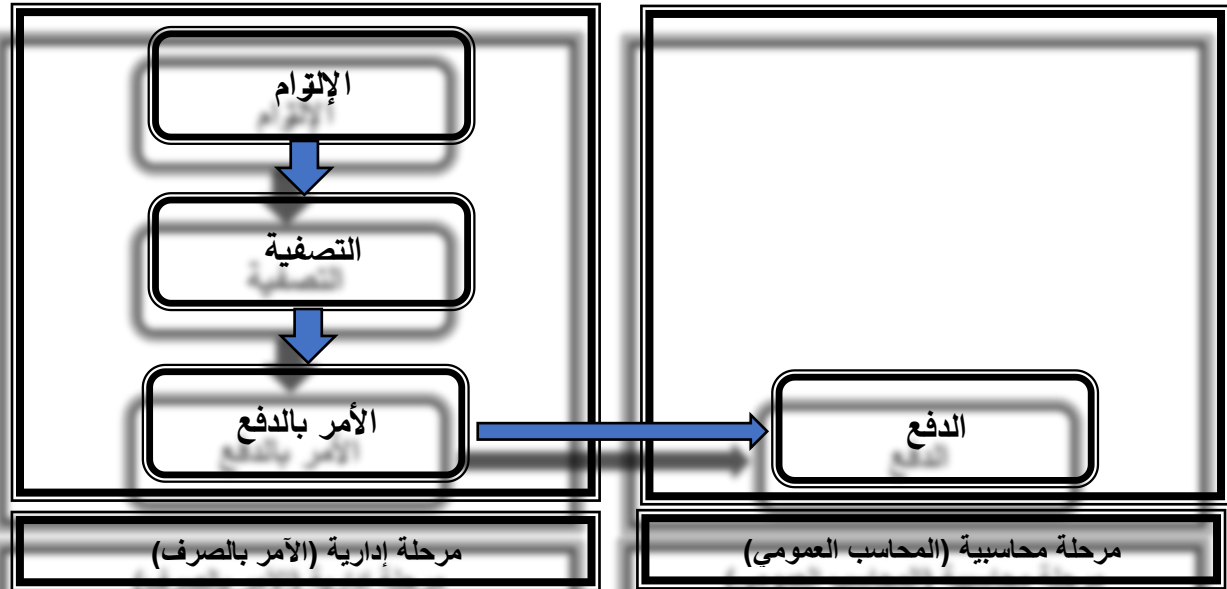 الإلتزام
التصفية
الأمر بالدفع
الدفع
مرحلة إدارية (الآمر بالصرف)
مرحلة محاسبية (المحاسب العمومي)